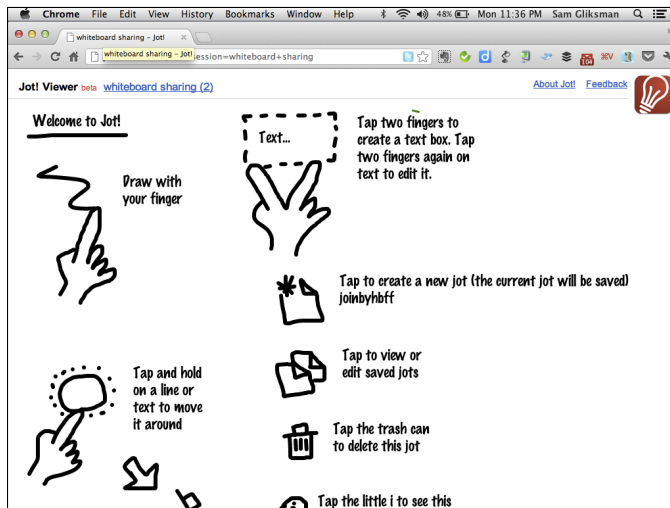 Chrome File Edit View History Bookmarks Window Help 48% Mon 11:36 PM Sam Gliksman
whiteboard sharing – Jot!
whiteboard sharing – Jot! ession=whiteboard+sharing
104
Jot! Viewer beta whiteboard sharing (2) About Jot! Feedback
Welcome to Jot!
Draw with
your finger
Text...
Tap two fingers to
create a text box. Tap
two fingers again on
text to edit it.
Tap to create a new jot (the current jot will be saved)
joinbyhbff
Tap and hold
on a line or
text to move
it around
Tap to view or
edit saved jots
Tap the trash can
to delete this jot
Tap the little i to see this